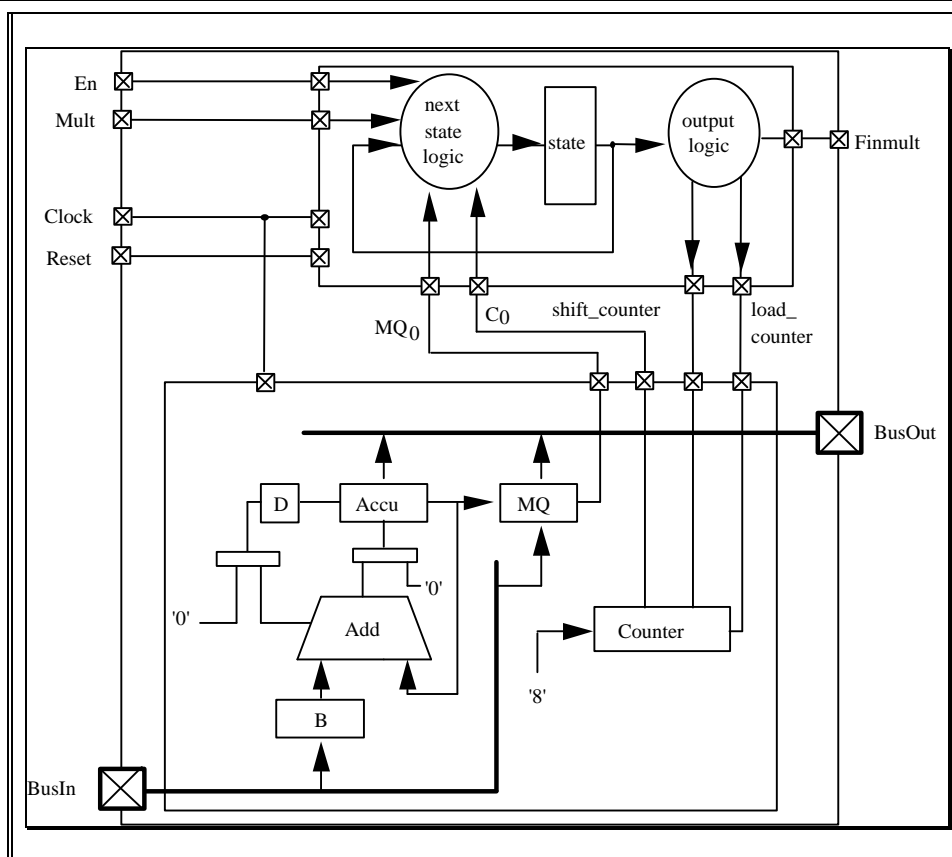 En
Mult
Clock
Reset
next
state
logic
state
output
logic
Finmult
MQ0
C0
shift_counter
load_
counter
BusOut
D
Accu
MQ
'0'
'0'
Add
Counter
'8'
B
BusIn